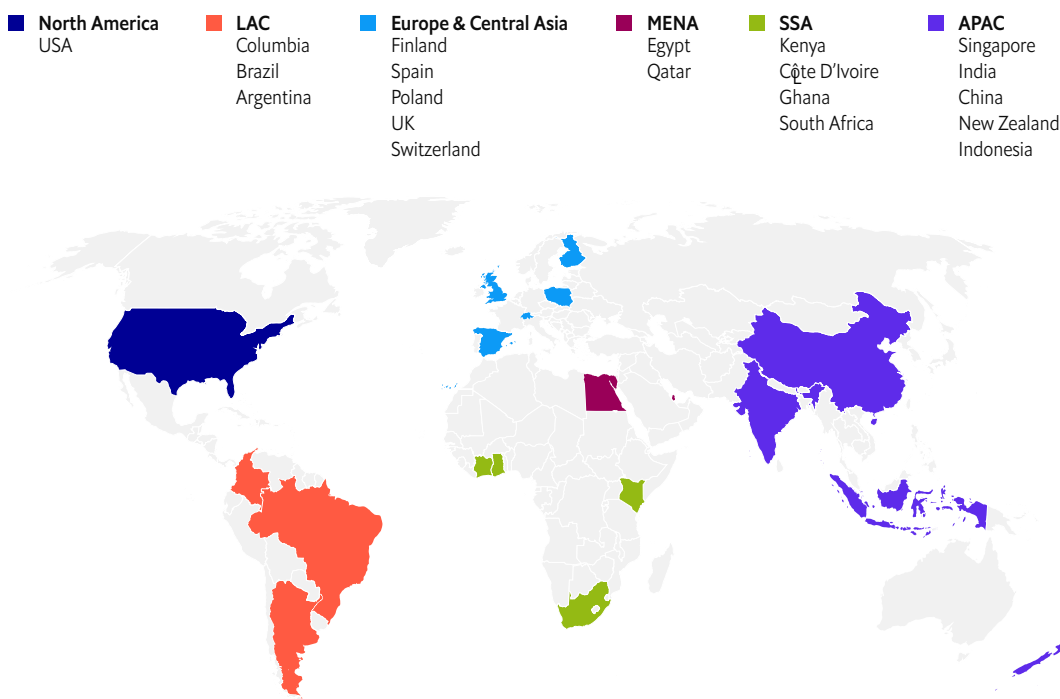 North America
USA
LAC
Columbia
Brazil
Argentina
Europe & Central Asia
Finland
Spain
Poland
UK
Switzerland
MENA
Egypt
Qatar
SSA
Kenya
Côte D’Ivoire
Ghana
South Africa
APAC
Singapore
India
China
New Zealand
Indonesia